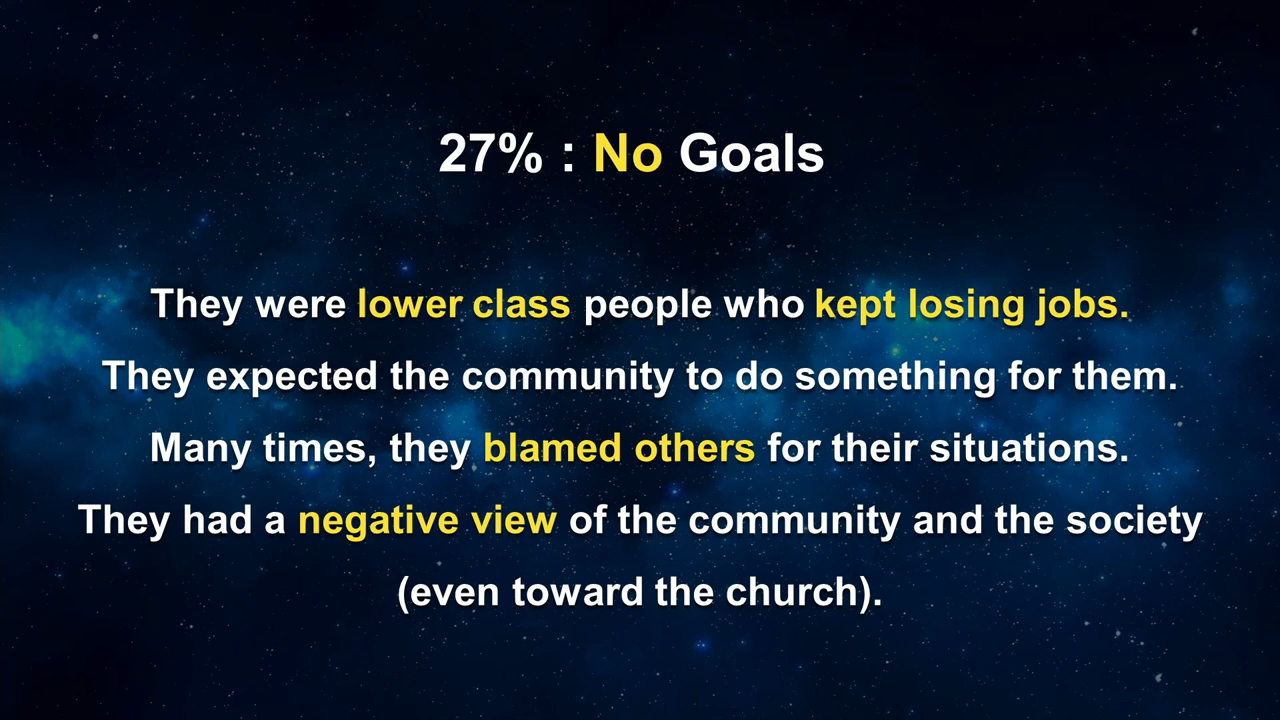 27% : No Goals
They were lower class people who kept losing jobs.
They expected the community to do something for them.
Many times, they blamed others for their situations.
They had a negative view of the community and the society
(even toward the church).